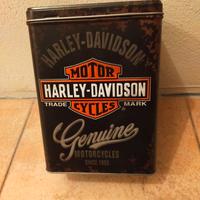 HARLEY-DAVIDSON
MOTOR
HARLEY-DAVIDSON
TRADE MARK
CYCLES
Genuine
MOTORCYCLES
SINCE 1903